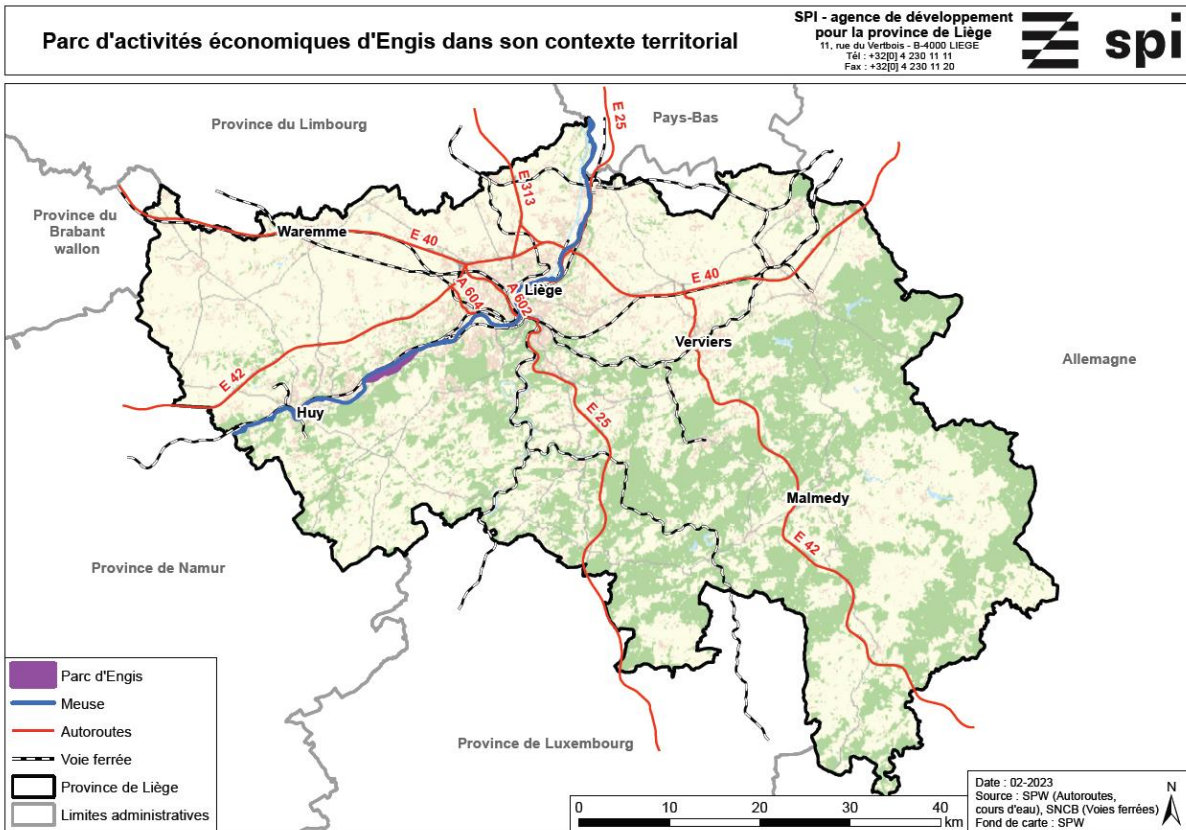 Parc d'activités économiques d'Engis dans son contexte territorial
SPI - agence de développement
pour la province de Liège
11, rue du Vertbois - B-4000 LIEGE
Tél : +32[0] 4 230 11 11
Fax : +32[0] 4 230 11 20
spi
Province du Limbourg
Pays-Bas
E 25
E 313
Province du
Brabant
wallon
Waremme
E 40
A 604
A 602
Liège
E 40
Verviers
Allemagne
E 42
Huy
E 25
Malmedy
E 42
Province de Namur
Province de Luxembourg
Parc d'Engis
Meuse
Autoroutes
Voie ferrée
Province de Liège
Limites administratives
0 10 20 30 40
km
Date : 02-2023
Source : SPW (Autoroutes,
cours d'eau), SNCB (Voies ferrées)
Fond de carte : SPW
N